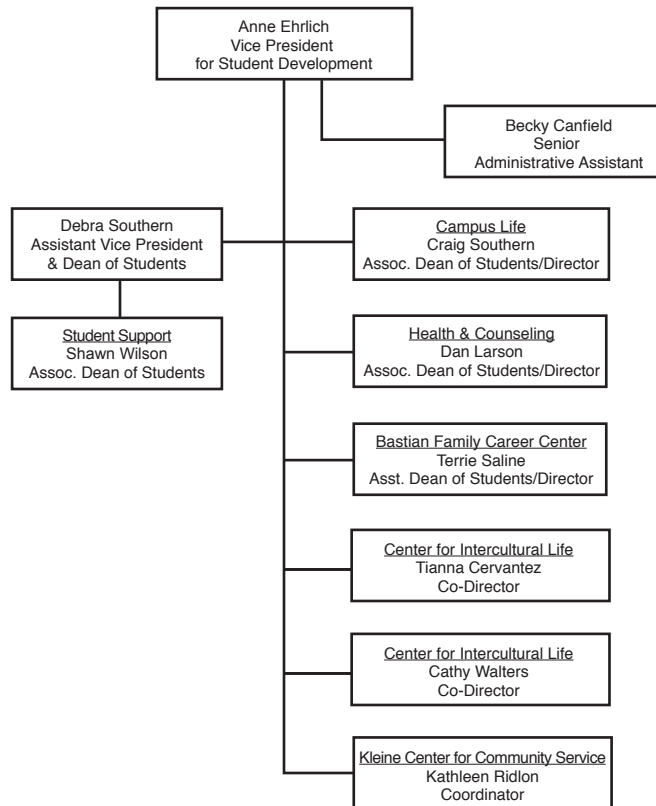 Anne Ehrlich
Vice President
for Student Development
Becky Canfield
Senior
Administrative Assistant
Debra Southern
Assistant Vice President
& Dean of Students
Campus Life
Craig Southern
Assoc. Dean of Students/Director
Student Support
Shawn Wilson
Assoc. Dean of Students
Health & Counseling
Dan Larson
Assoc. Dean of Students/Director
Bastian Family Career Center
Terrie Saline
Asst. Dean of Students/Director
Center for Intercultural Life
Tianna Cervantez
Co-Director
Center for Intercultural Life
Cathy Walters
Co-Director
Kleine Center for Community Service
Kathleen Ridlon
Coordinator